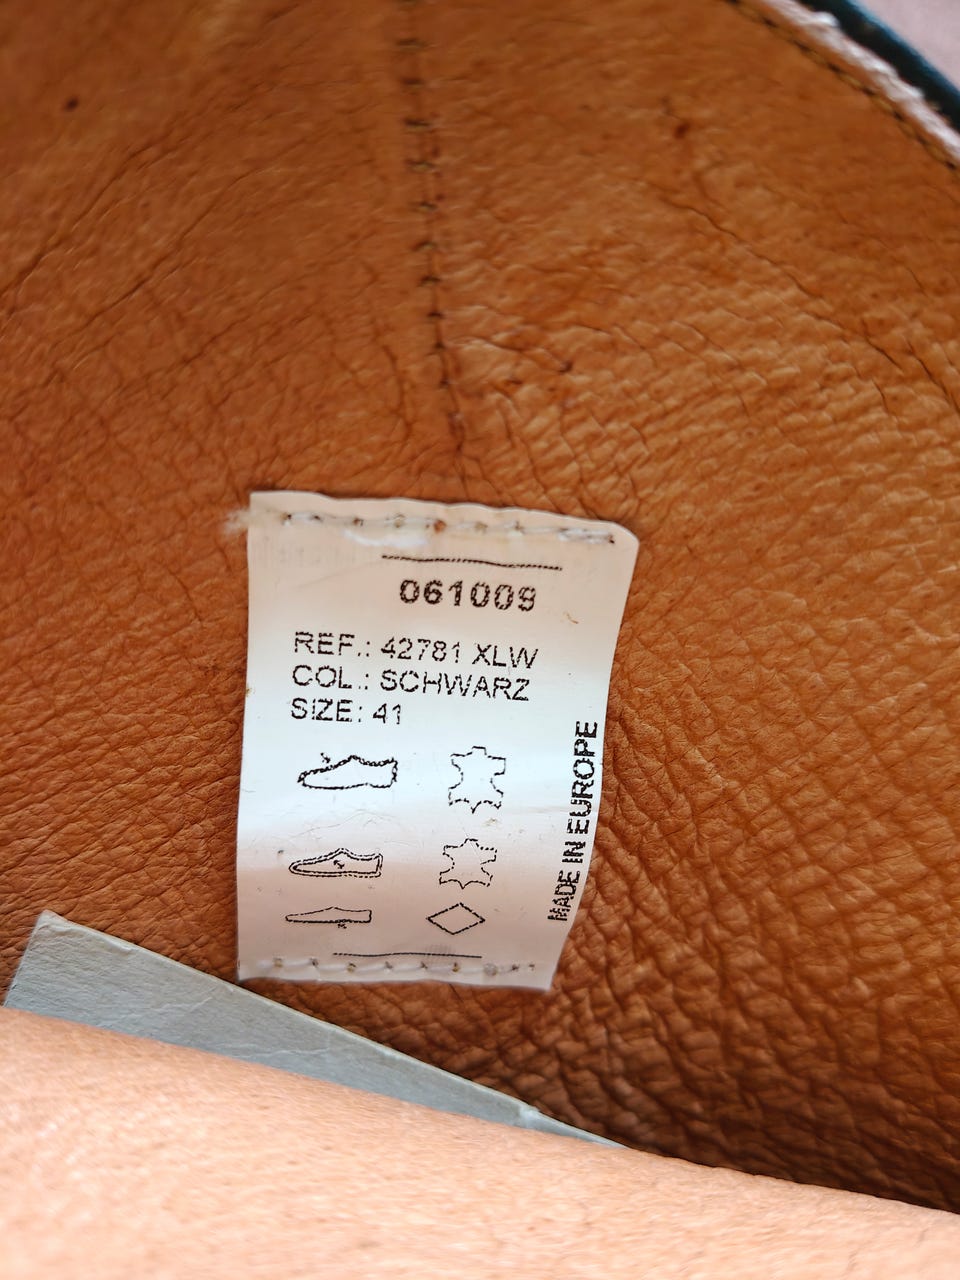 061009
REF.: 42781 XLW
COL.: SCHWARZ
SIZE: 41
MADE IN EUROPE